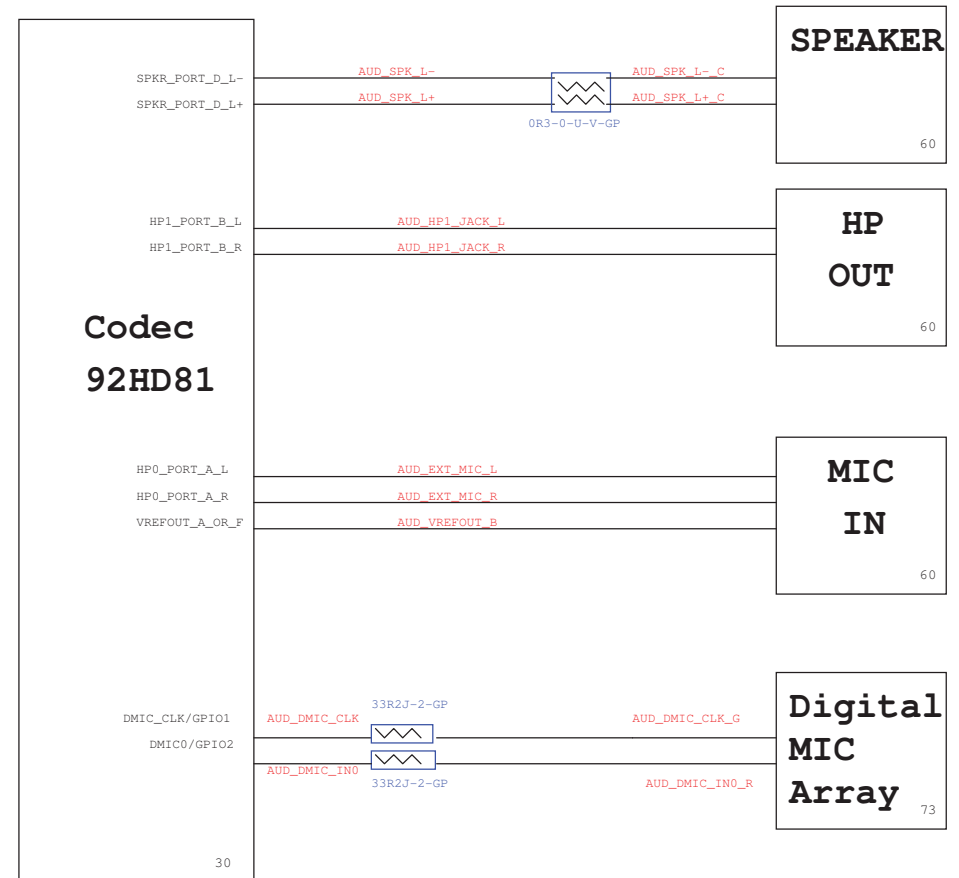 SPEAKER
SPKR_PORT_D_L- AUD_SPK_L- AUD_SPK_L-_C
SPKR_PORT_D_L+ AUD_SPK_L+ AUD_SPK_L+_C
0R3-0-U-V-GP
60
HP1_PORT_B_L AUD_HP1_JACK_L
HP1_PORT_B_R AUD_HP1_JACK_R
HP
OUT
60
Codec
92HD81
HP0_PORT_A_L AUD_EXT_MIC_L
HP0_PORT_A_R AUD_EXT_MIC_R
VREFOUT_A_OR_F AUD_VREFOUT_B
MIC
IN
60
33R2J-2-GP
DMIC_CLK/GPIO1 AUD_DMIC_CLK AUD_DMIC_CLK_G
DMIC0/GPIO2
AUD_DMIC_IN0
33R2J-2-GP AUD_DMIC_IN0_R
Digital
MIC
Array
73
30